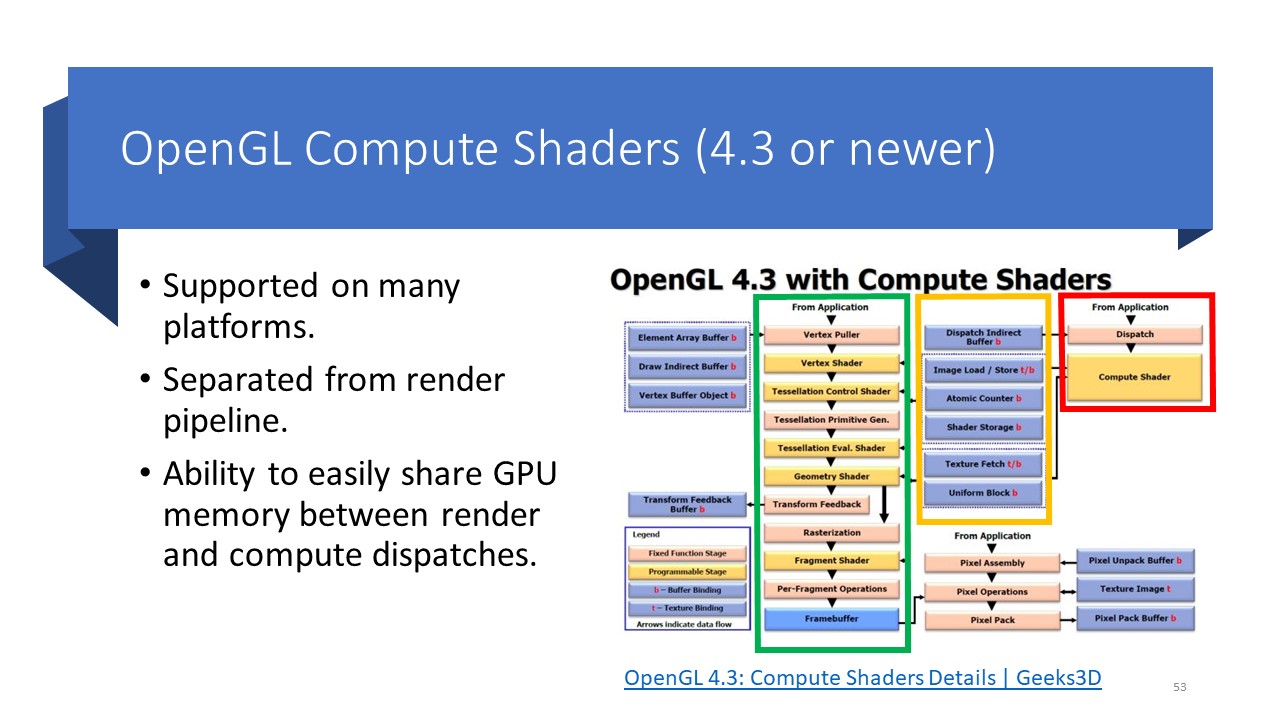 OpenGL Compute Shaders (4.3 or newer)
• Supported on many
platforms.
• Separated from render
pipeline.
• Ability to easily share GPU
memory between render
and compute dispatches.
OpenGL 4.3 with Compute Shaders
Element Array Buffer b
Draw Indirect Buffer b
Vertex Buffer Object b
Transform Feedback
Buffer b
Legend
Fixed Function Stage
Programmable Stage
b – Buffer Binding
t – Texture Binding
Arrows indicate data flow
From Application
Vertex Puller
Vertex Shader
Tessellation Control Shader
Tessellation Primitive Gen.
Tessellation Eval. Shader
Geometry Shader
Transform Feedback
Rasterization
Fragment Shader
Per-Fragment Operations
Framebuffer
Dispatch Indirect
Buffer b
Image Load / Store t/b
Atomic Counter b
Shader Storage b
Texture Fetch t/b
Uniform Block b
From Application
Dispatch
Compute Shader
From Application
Pixel Assembly
Pixel Operations
Pixel Pack
Pixel Unpack Buffer b
Texture Image t
Pixel Pack Buffer b
OpenGL 4.3: Compute Shaders Details | Geeks3D
53